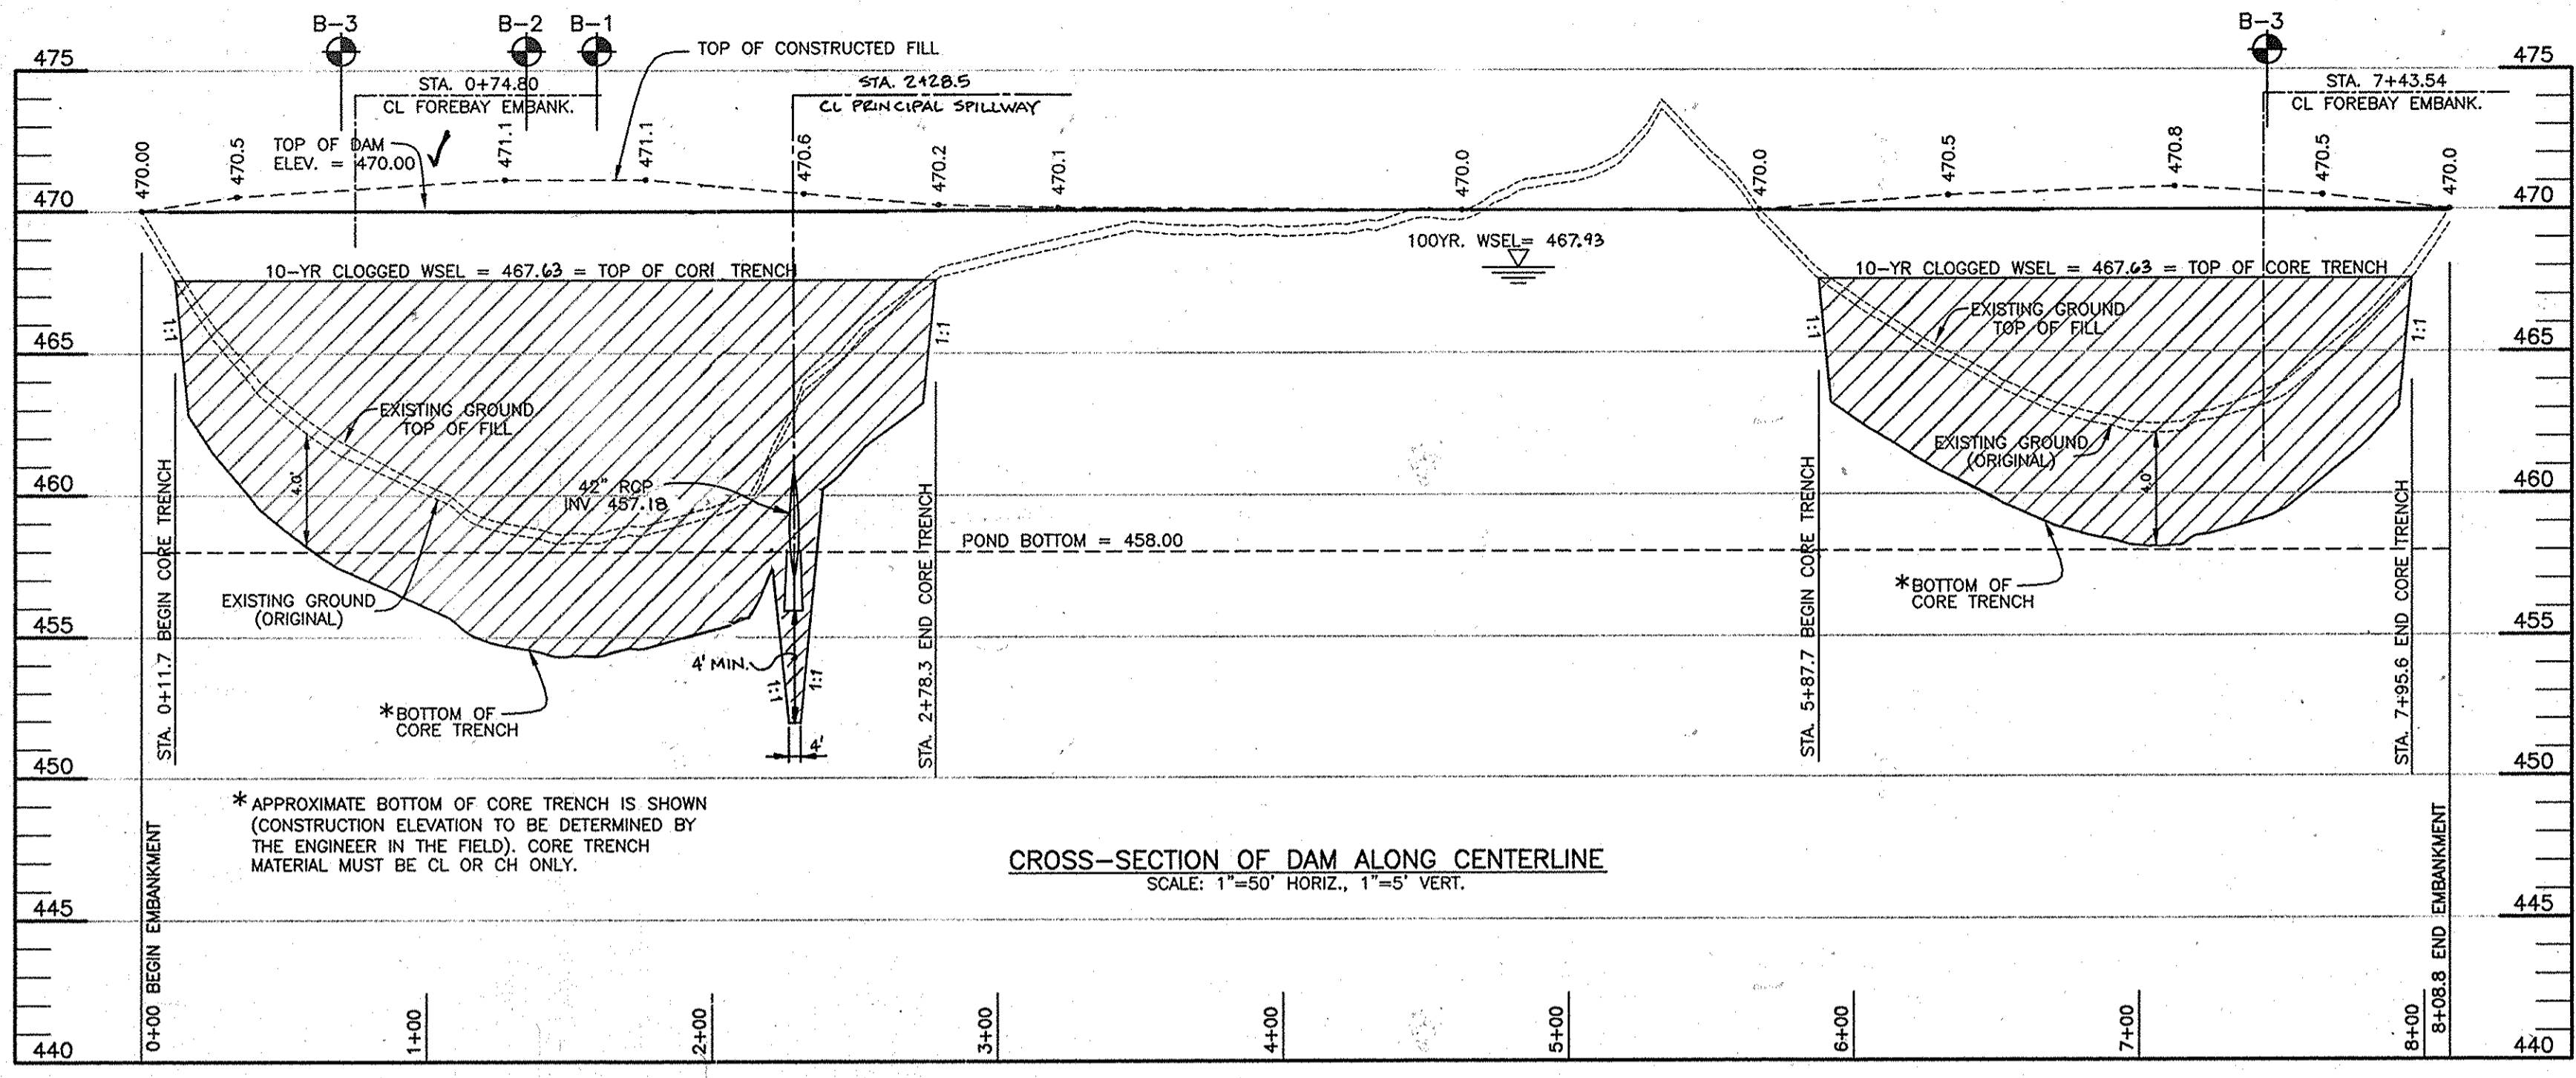 B-3
B-2
B-1
B-3
TOP OF CONSTRUCTED FILL
475
475
STA. 0+74.80
CL FOREBAY EMBANK.
STA. 2+28.5
CL PRINCIPAL SPILLWAY
STA. 7+43.54
CL FOREBAY EMBANK.
TOP OF DAM
ELEV. = 470.00
470.00
470.5
471.1
471.1
470.6
470.2
470.1
470.0
470.0
470.5
470.8
470.5
470.0
470
470
100YR. WSEL= 467.93
10-YR CLOGGED WSEL = 467.63 = TOP OF CORE TRENCH
10-YR CLOGGED WSEL = 467.63 = TOP OF CORE TRENCH
1:1
1:1
1:1
1:1
465
465
EXISTING GROUND
TOP OF FILL
EXISTING GROUND
TOP OF FILL
EXISTING GROUND
(ORIGINAL)
4.0'
4.0'
460
460
42" RCP
INV. 457.18
POND BOTTOM = 458.00
EXISTING GROUND
(ORIGINAL)
*BOTTOM OF
CORE TRENCH
455
455
4' MIN.
1:1
1:1
4'
*BOTTOM OF
CORE TRENCH
STA. 0+11.7 BEGIN CORE TRENCH
STA. 2+78.3 END CORE TRENCH
STA. 5+87.7 BEGIN CORE TRENCH
STA. 7+95.6 END CORE TRENCH
450
450
*APPROXIMATE BOTTOM OF CORE TRENCH IS SHOWN
(CONSTRUCTION ELEVATION TO BE DETERMINED BY
THE ENGINEER IN THE FIELD). CORE TRENCH
MATERIAL MUST BE CL OR CH ONLY.
CROSS-SECTION OF DAM ALONG CENTERLINE
SCALE: 1"=50' HORIZ., 1"=5' VERT.
445
445
440
440
0+00 BEGIN EMBANKMENT
1+00
2+00
3+00
4+00
5+00
6+00
7+00
8+00
8+08.8 END EMBANKMENT